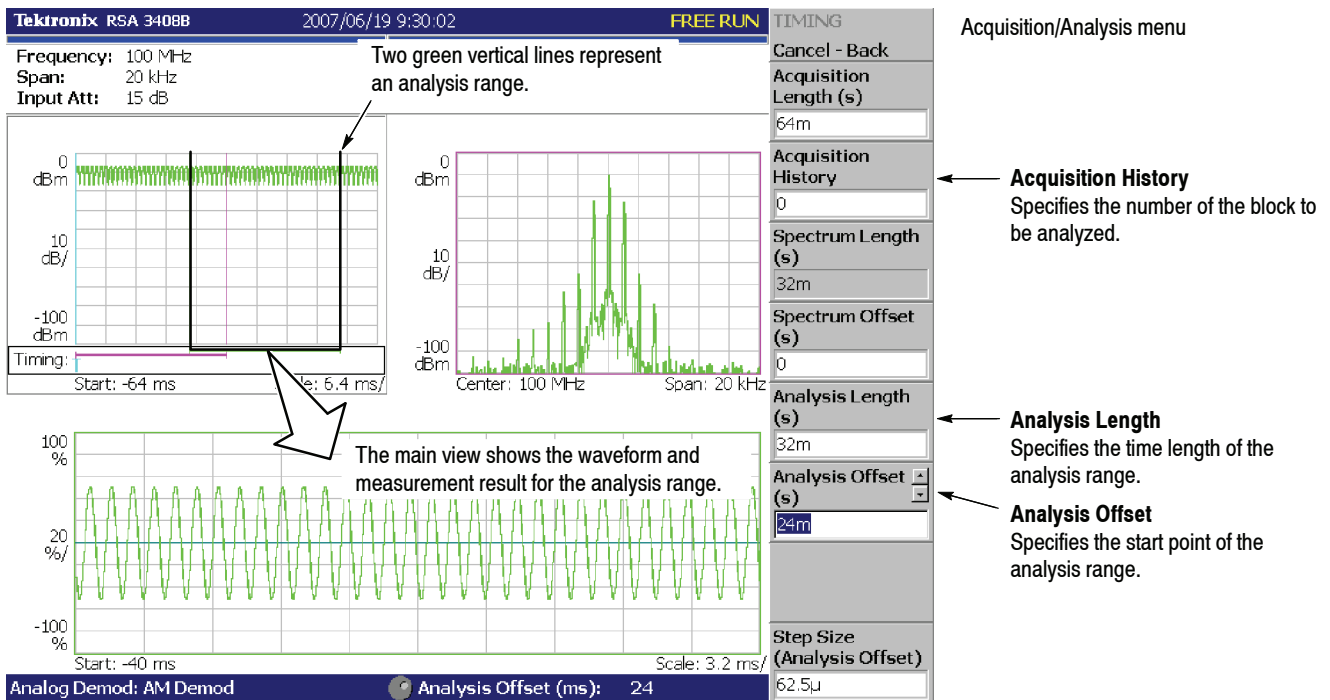 Tektronix RSA 3408B 2007/06/19 9:30:02 FREE RUN
Frequency: 100 MHz
Span: 20 kHz
Input Att: 15 dB
Two green vertical lines represent
an analysis range.
0
dBm
10
dB/
-100
dBm
Timing:
Start: -64 ms
6.4 ms/
0
dBm
10
dB/
-100
dBm
Center: 100 MHz
Span: 20 kHz
100
%
20
%/
-100
%
The main view shows the waveform and
measurement result for the analysis range.
Start: -40 ms
Scale: 3.2 ms/
Analog Demod: AM Demod Analysis Offset (ms): 24
TIMING
Cancel - Back
Acquisition
Length (s)
64m
Acquisition
History
0
Spectrum Length
(s)
32m
Spectrum Offset
(s)
0
Analysis Length
(s)
32m
Analysis Offset
(s)
24m
Step Size
(Analysis Offset)
62.5µ
Acquisition/Analysis menu
Acquisition History
Specifies the number of the block to
be analyzed.
Analysis Length
Specifies the time length of the
analysis range.
Analysis Offset
Specifies the start point of the
analysis range.